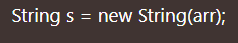 String s = new String(arr);